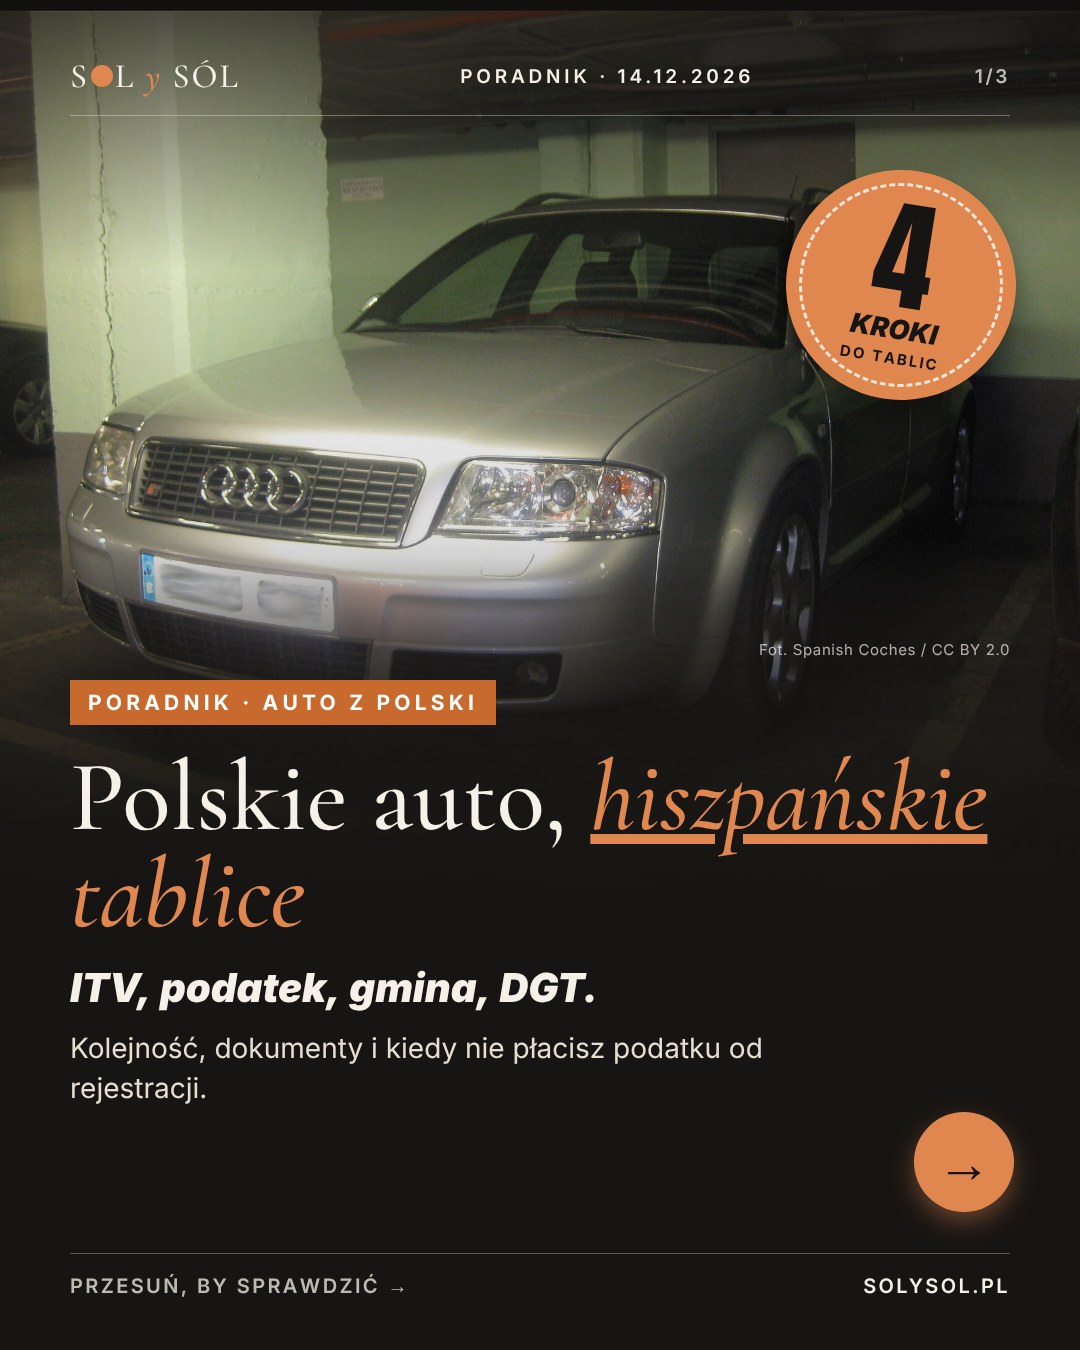 SOL y SÓL
PORADNIK · 14.12.2026
1/3
4
KROKI
DO TABLIC
Fot. Spanish Coches / CC BY 2.0
PORADNIK · AUTO Z POLSKI
Polskie auto, hiszpańskie
tablice
ITV, podatek, gmina, DGT.
Kolejność, dokumenty i kiedy nie płacisz podatku od
rejestracji.
→
PRZESUŃ, BY SPRAWDZIĆ →
SOLYSOL.PL